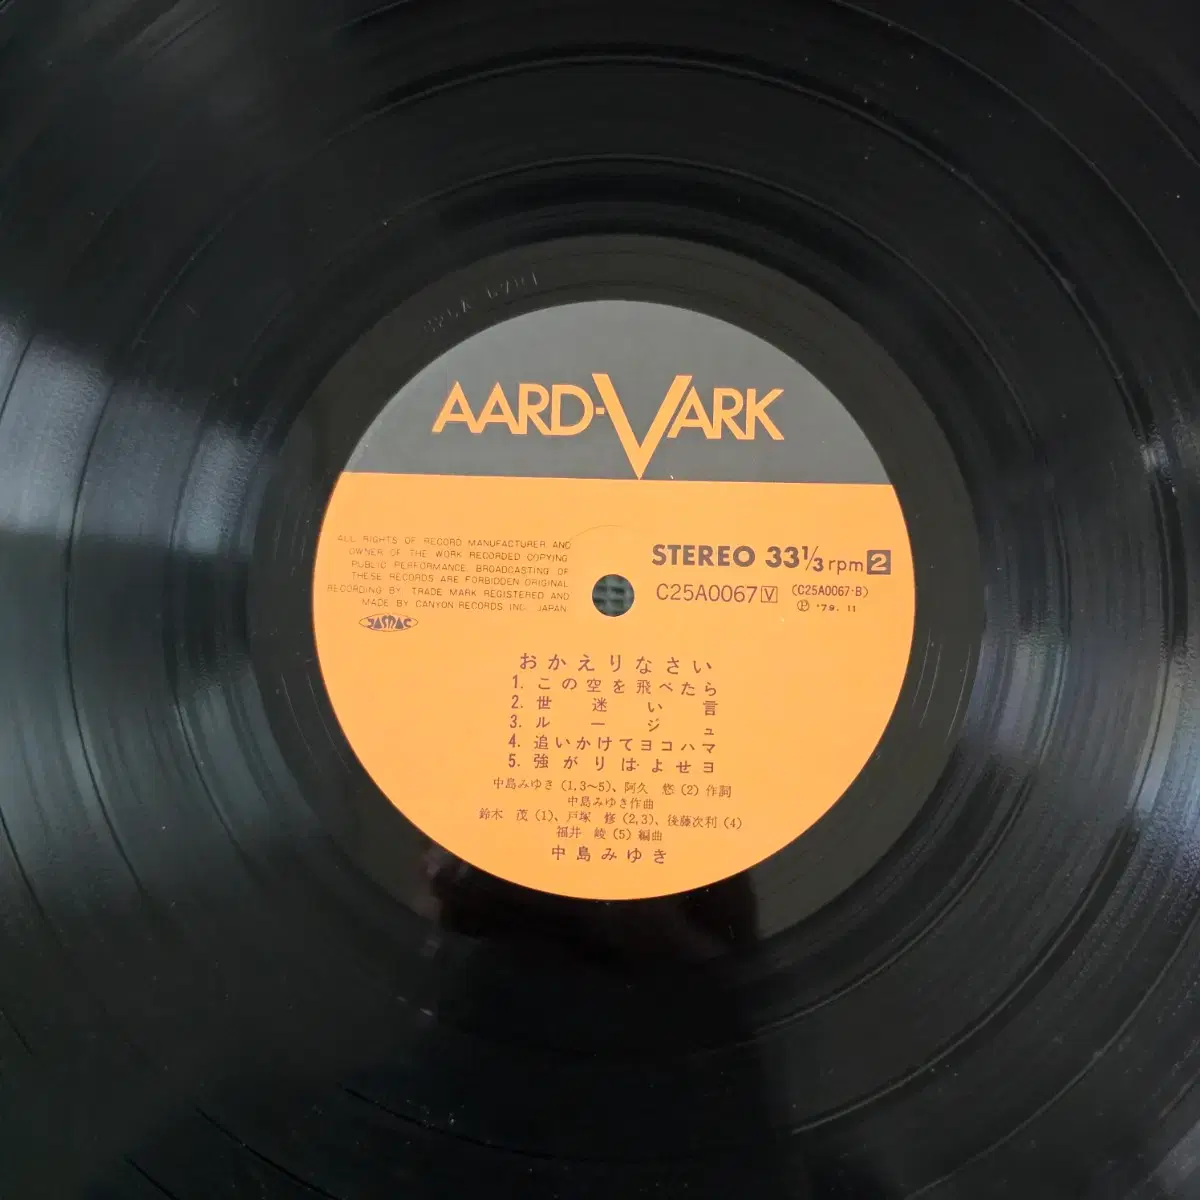 AARD-VARK
ALL RIGHTS OF RECORD MANUFACTURER AND
OWNER OF THE WORK RECORDED COPYING
PUBLIC PERFORMANCE BROADCASTING OF
THESE RECORDS ARE FORBIDDEN ORIGINAL
RECORDING BY TRADE MARK REGISTERED AND
MADE BY CANYON RECORDS INC. JAPAN
JASRAC
STEREO 33 1/3 rpm 2
C25A0067 V (C25A0067·B)
Ⓟ '79. 11
おかえりなさい
1. この空を飛べたら
2. 世迷い言
3. ルージュ
4. 追いかけてヨコハマ
5. 強がりはよせヨ
中島みゆき (1,3~5)、阿久 悠 (2) 作詞
中島みゆき作曲
鈴木 茂 (1)、戸塚 修 (2,3)、後藤次利 (4)
福井 崚 (5) 編曲
中島みゆき